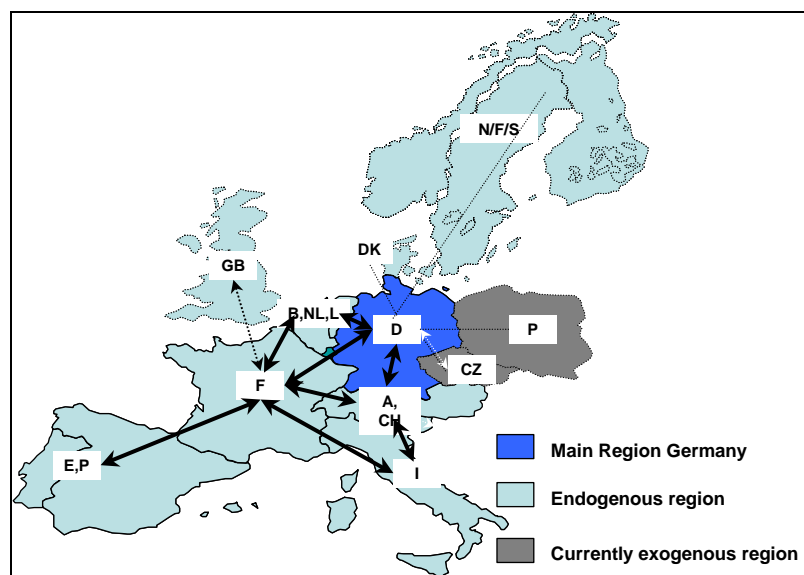 N/F/S
DK
GB
B,NL,L
D
P
CZ
F
A,
CH
E,P
I
Main Region Germany
Endogenous region
Currently exogenous region